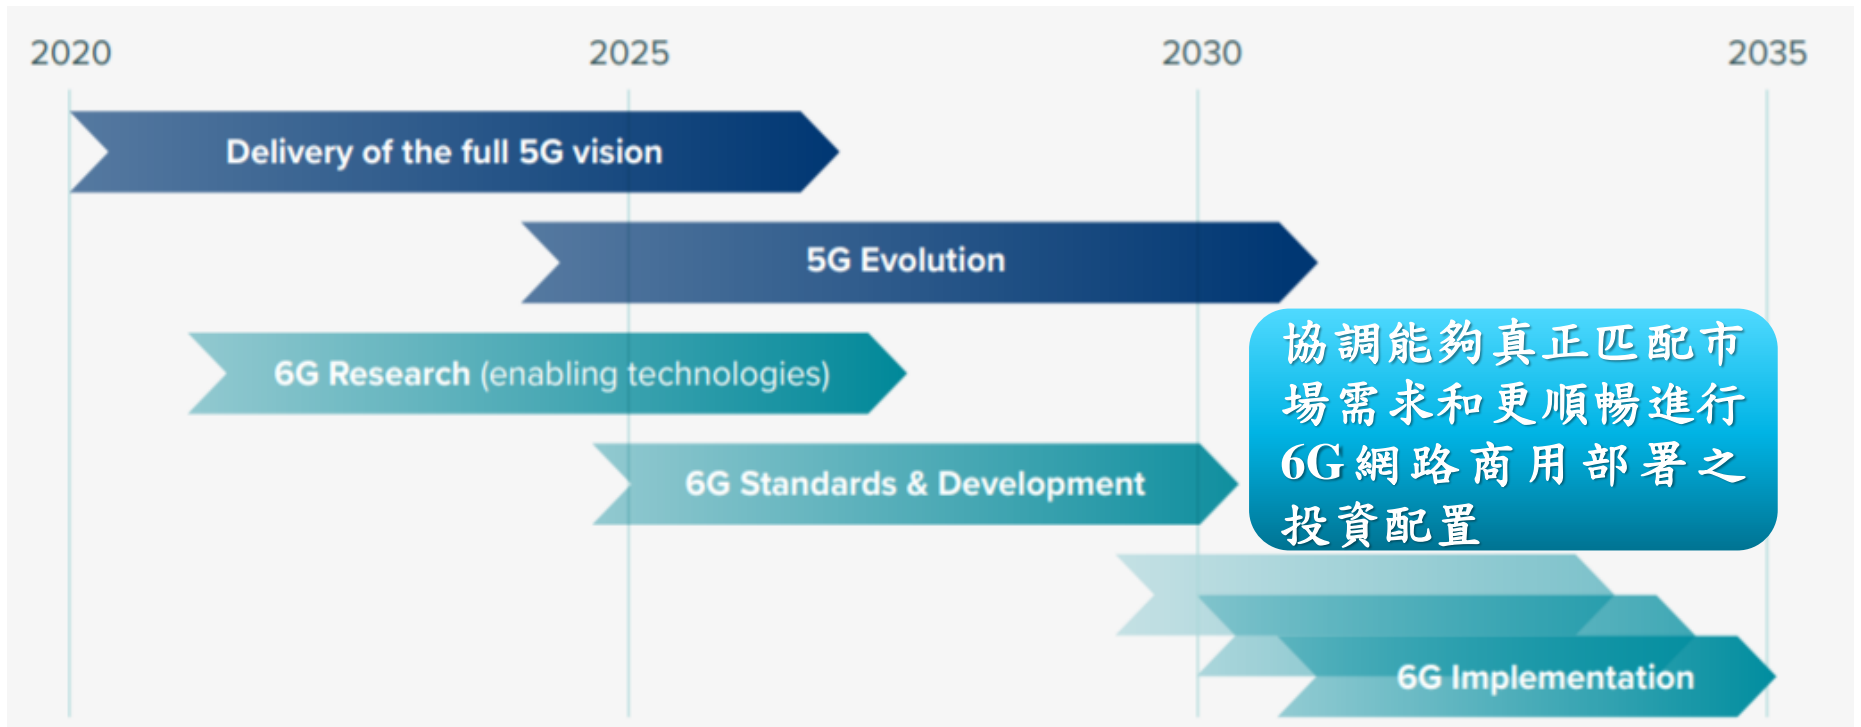 2020 2025 2030 2035
Delivery of the full 5G vision
5G Evolution
6G Research (enabling technologies)
6G Standards & Development
協調能夠真正匹配市
場需求和更順暢進行
6G網路商用部署之
投資配置
6G Implementation